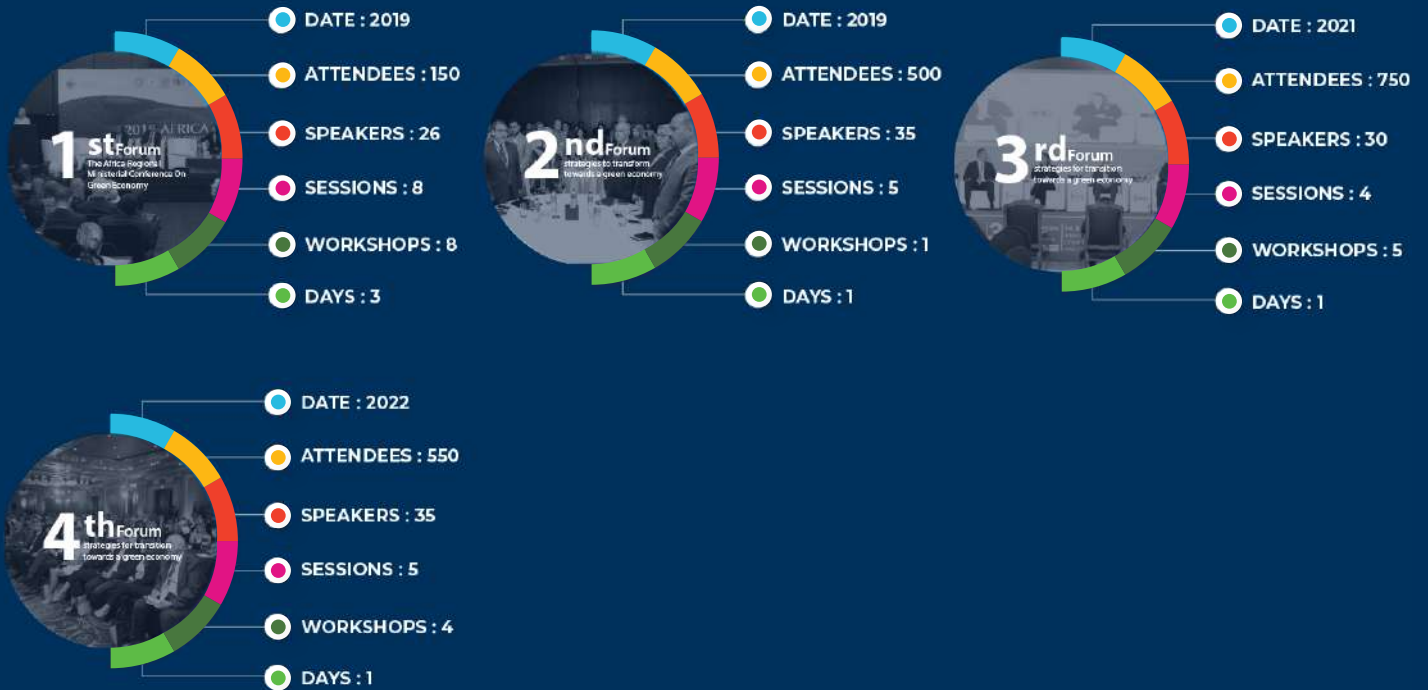 1st Forum
The Africa Regional
Ministerial Conference On
Green Economy
DATE : 2019
ATTENDEES : 150
SPEAKERS : 26
SESSIONS : 8
WORKSHOPS : 8
DAYS : 3
2nd Forum
strategies to transform
towards a green economy
DATE : 2019
ATTENDEES : 500
SPEAKERS : 35
SESSIONS : 5
WORKSHOPS : 1
DAYS : 1
3rd Forum
strategies for transition
towards a green economy
DATE : 2021
ATTENDEES : 750
SPEAKERS : 30
SESSIONS : 4
WORKSHOPS : 5
DAYS : 1
4th Forum
strategies for transition
towards a green economy
DATE : 2022
ATTENDEES : 550
SPEAKERS : 35
SESSIONS : 5
WORKSHOPS : 4
DAYS : 1